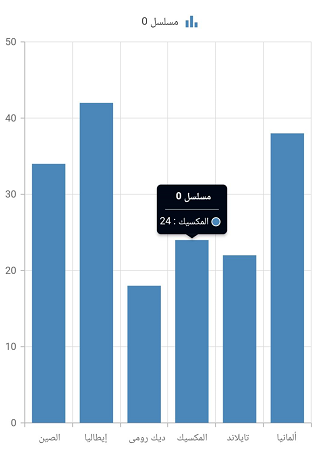 مسلسل 0
50
40
30
20
10
0
مسلسل 0
المكسيك : 24
الصين
إيطاليا
ديك رومى
المكسيك
تايلاند
ألمانيا